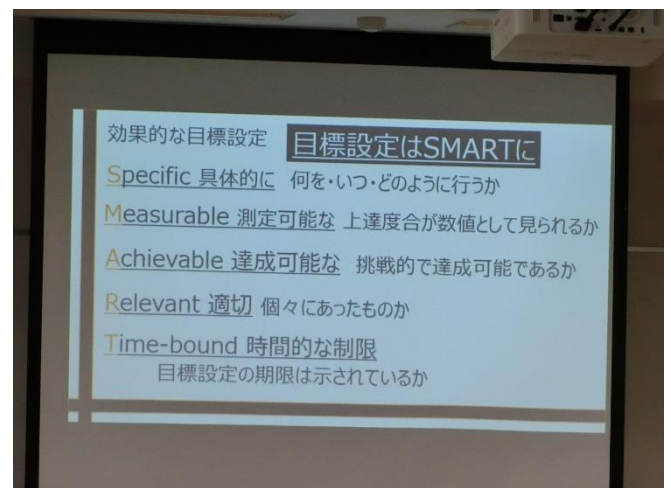 効果的な目標設定 目標設定はSMARTに
Specific 具体的に 何を・いつ・どのように行うか
Measurable 測定可能な 上達度合が数値として見られるか
Achievable 達成可能な 挑戦的で達成可能であるか
Relevant 適切 個々にあったものか
Time-bound 時間的な制限
目標設定の期限は示されているか